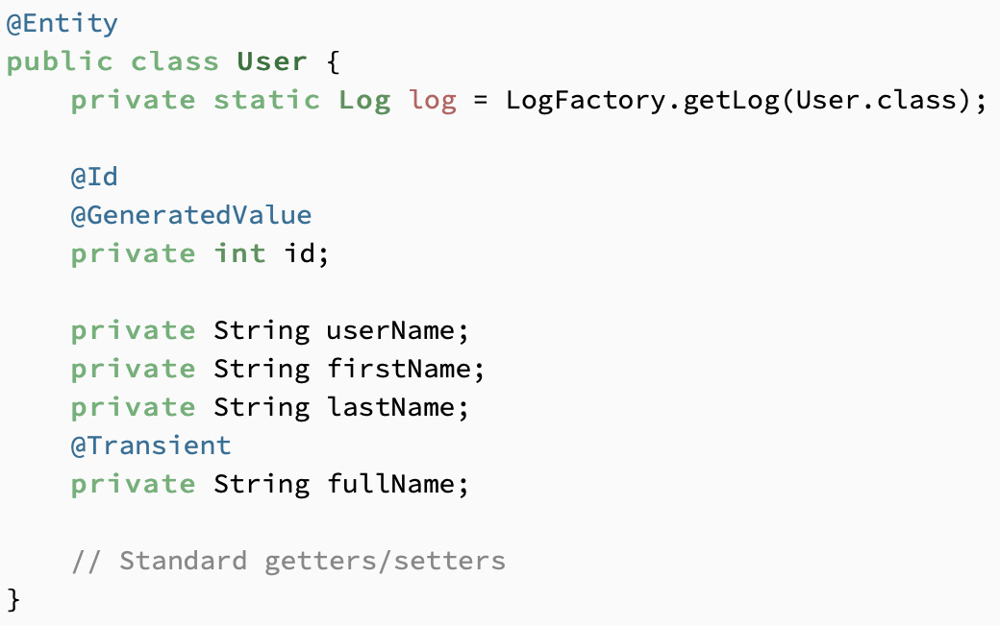 @Entity
public class User {
    private static Log log = LogFactory.getLog(User.class);

    @Id
    @GeneratedValue
    private int id;

    private String userName;
    private String firstName;
    private String lastName;
    @Transient
    private String fullName;

    // Standard getters/setters
}